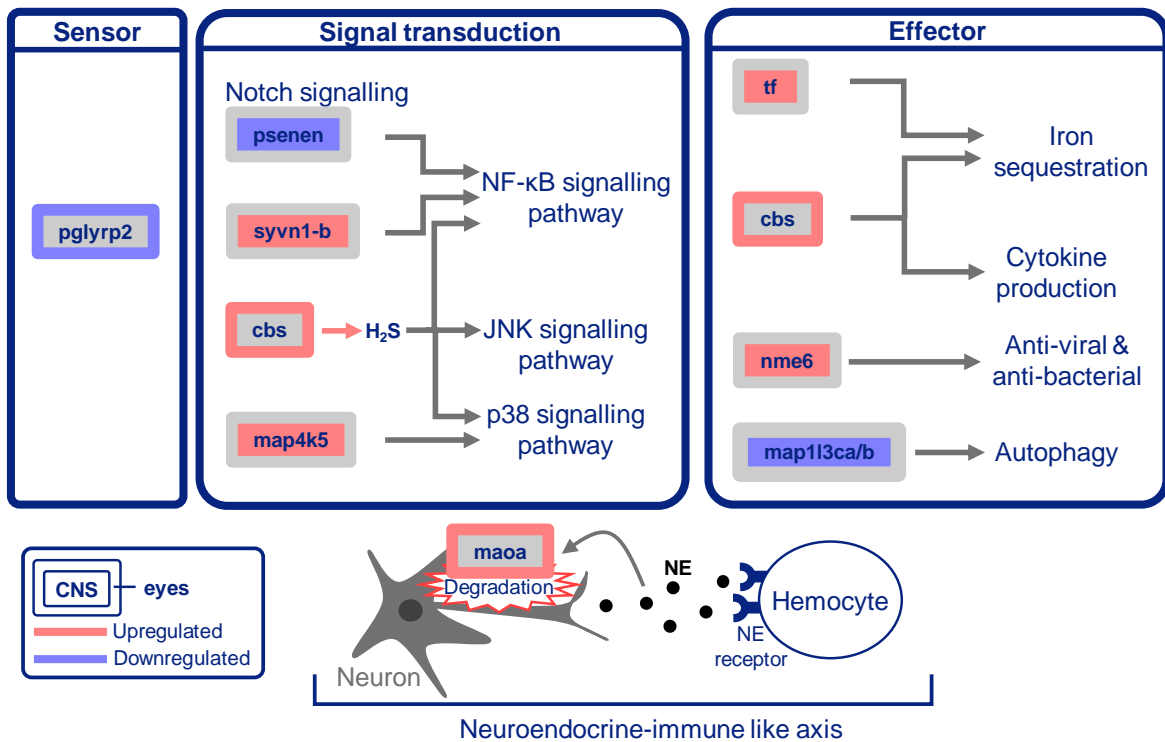 Sensor
pglyrp2
Signal transduction
Notch signalling
psenen
syvn1-b
cbs
H₂S
map4k5
NF-κB signalling
pathway
JNK signalling
pathway
p38 signalling
pathway
Effector
tf
cbs
nme6
map1l3ca/b
Iron
sequestration
Cytokine
production
Anti-viral &
anti-bacterial
Autophagy
CNS
eyes
Upregulated
Downregulated
maoa
Degradation
Neuron
NE
NE
receptor
Hemocyte
Neuroendocrine-immune like axis